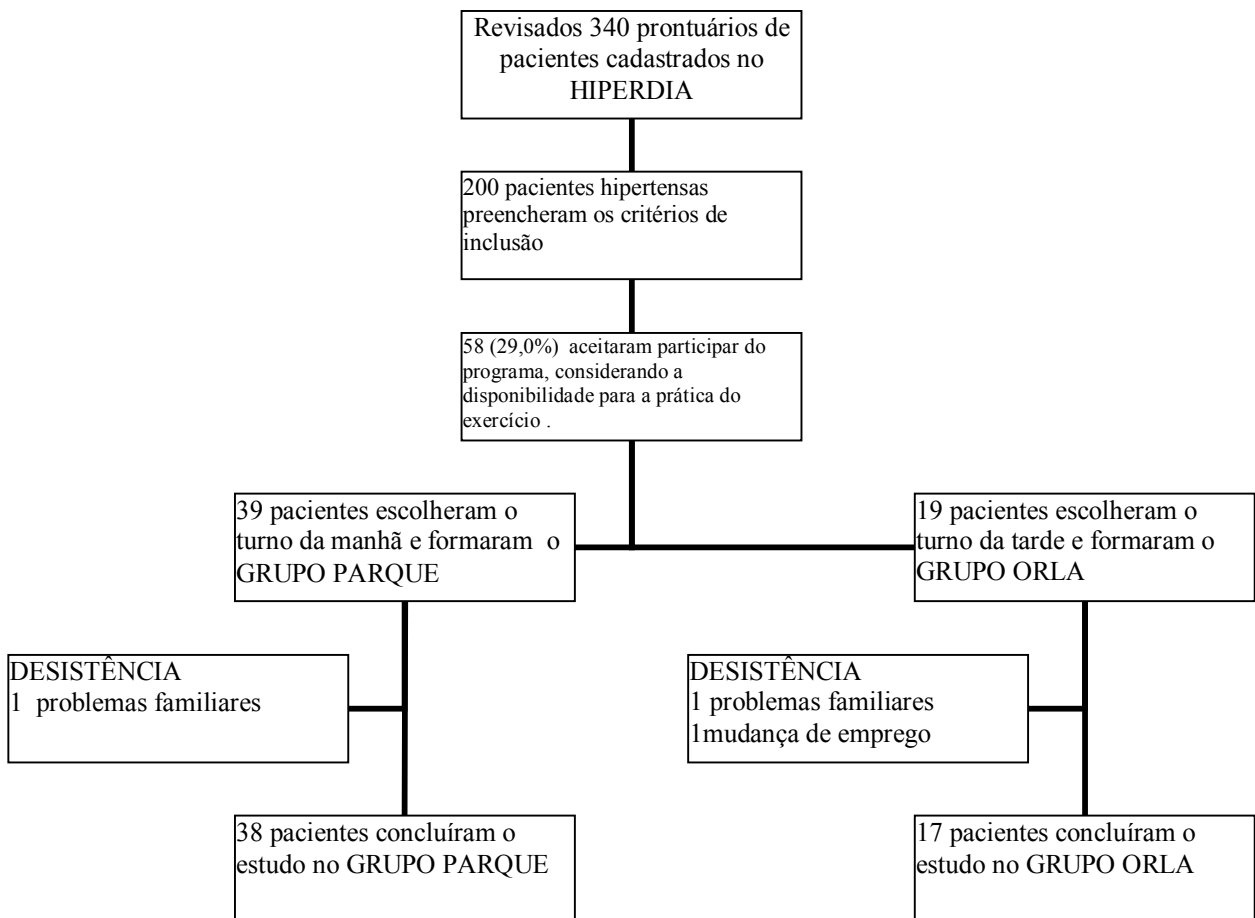 Revisados 340 prontuários de
pacientes cadastrados no
HIPERDIA
200 pacientes hipertensas
preencheram os critérios de
inclusão
58 (29,0%) aceitaram participar do
programa, considerando a
disponibilidade para a prática do
exercício .
39 pacientes escolheram o
turno da manhã e formaram o
GRUPO PARQUE
19 pacientes escolheram o
turno da tarde e formaram o
GRUPO ORLA
DESISTÊNCIA
1 problemas familiares
DESISTÊNCIA
1 problemas familiares
1mudança de emprego
38 pacientes concluíram o
estudo no GRUPO PARQUE
17 pacientes concluíram o
estudo no GRUPO ORLA